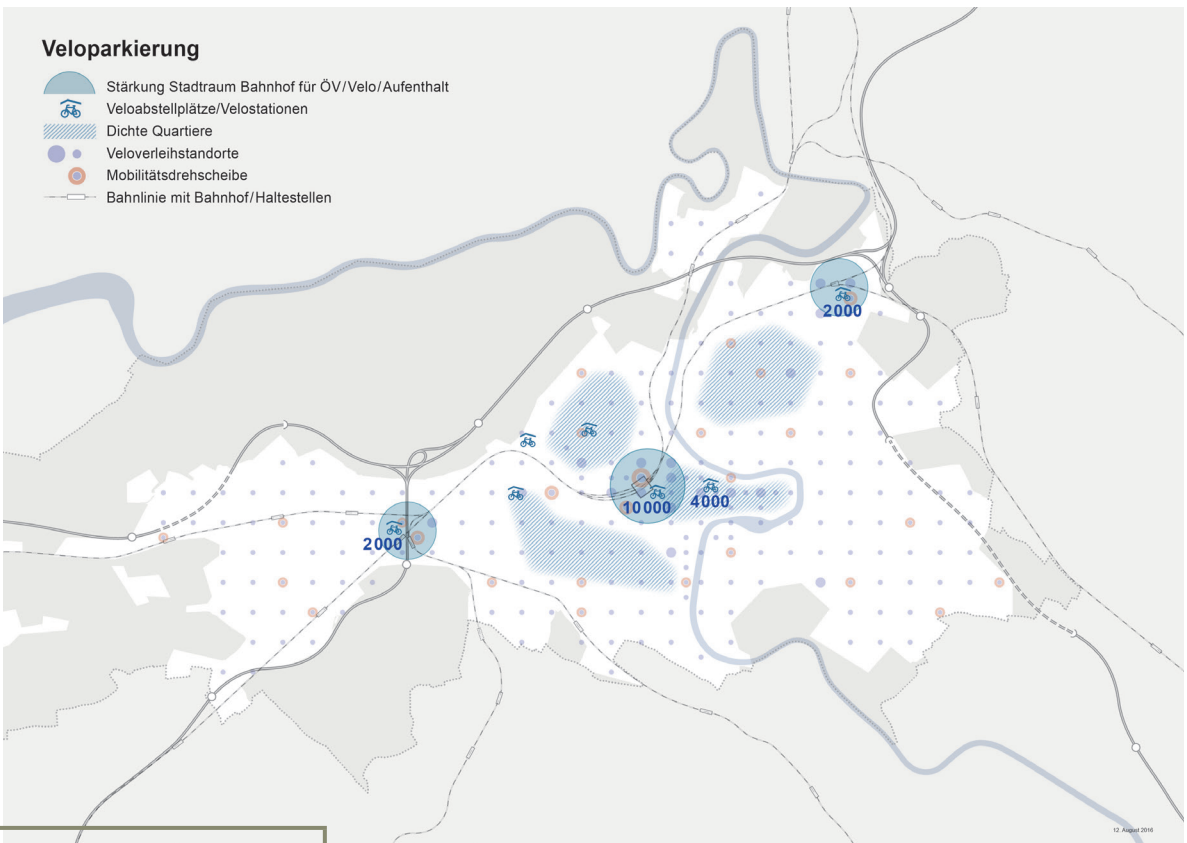 Veloparkierung
Stärkung Stadtraum Bahnhof für ÖV/Velo/Aufenthalt
Veloabstellplätze/Velostationen
Dichte Quartiere
Veloverleihstandorte
Mobilitätsdrehscheibe
Bahnlinie mit Bahnhof/Haltestellen
2000
10000
4000
2000
12. August 2016